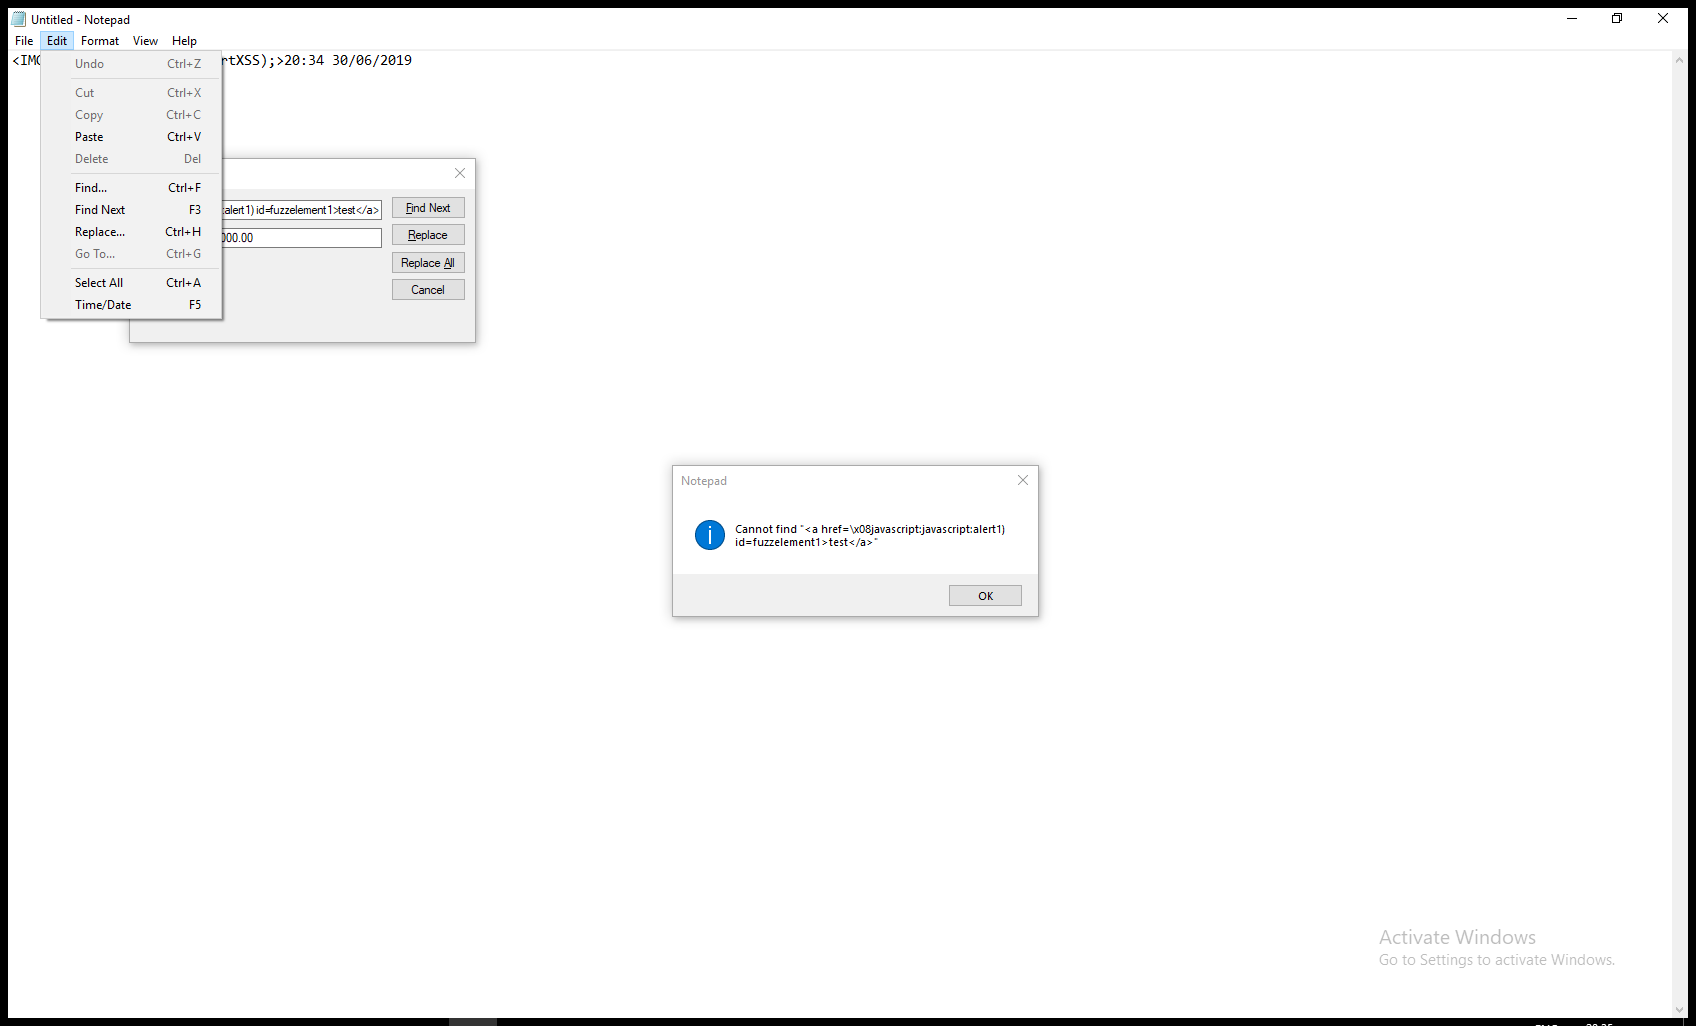 Untitled - Notepad
File Edit Format View Help
<IM rtXSS);>20:34 30/06/2019
Undo Ctrl+Z
Cut Ctrl+X
Copy Ctrl+C
Paste Ctrl+V
Delete Del
Find... Ctrl+F
Find Next F3
Replace... Ctrl+H
Go To... Ctrl+G
Select All Ctrl+A
Time/Date F5
:alert1) id=fuzzelement1>test</a>
000.00
Find Next
Replace
Replace All
Cancel
Notepad
Cannot find "<a href=\x08javascript:javascript:alert1)
id=fuzzelement1>test</a>"
OK
Activate Windows
Go to Settings to activate Windows.